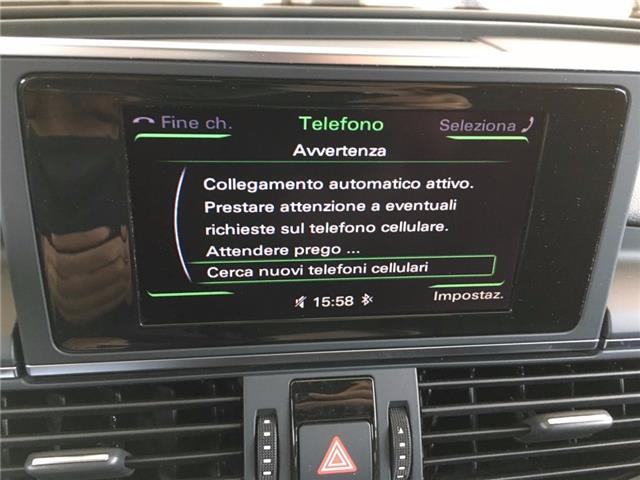 Fine ch. Telefono Seleziona
Avvertenza
Collegamento automatico attivo.
Prestare attenzione a eventuali
richieste sul telefono cellulare.
Attendere prego ...
Cerca nuovi telefoni cellulari
15:58 Impostaz.